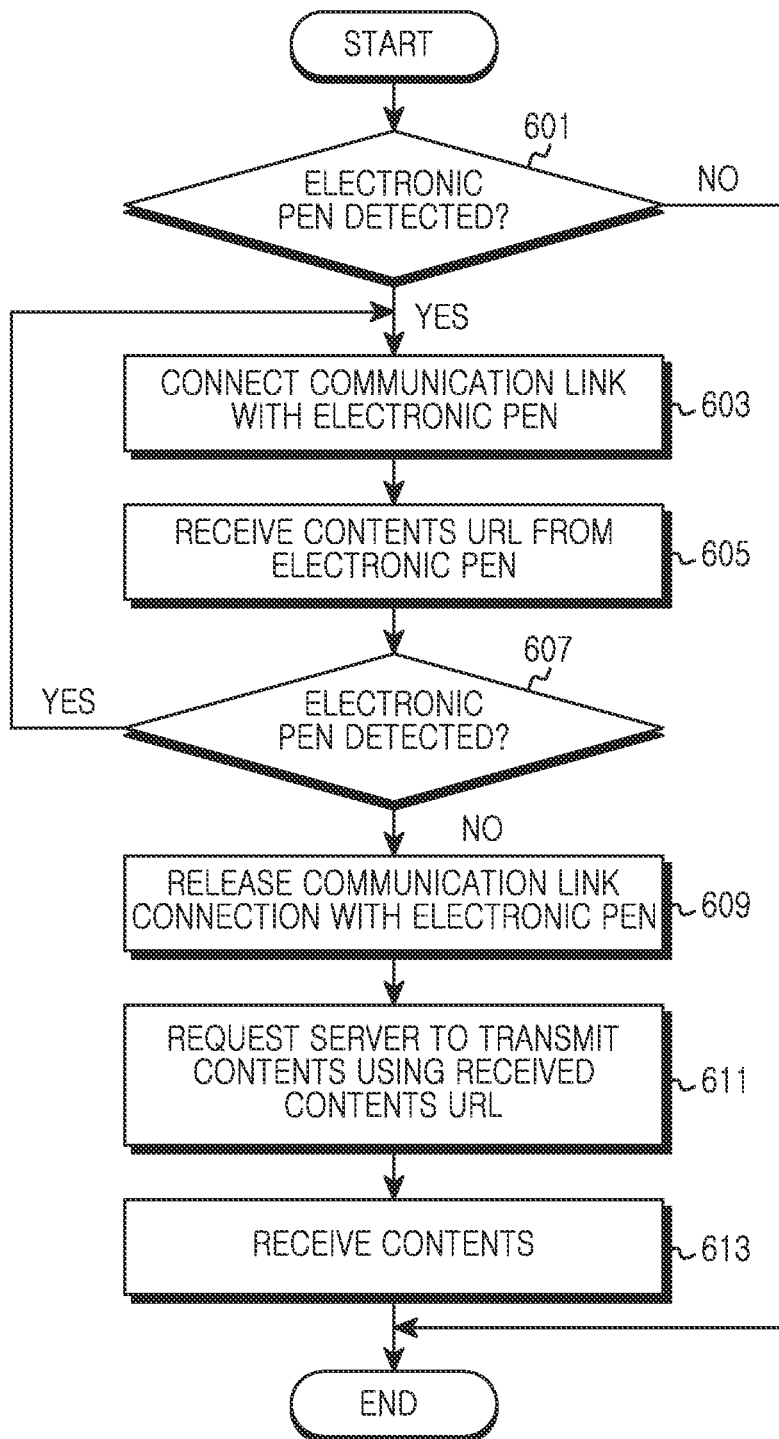 START
601
ELECTRONIC
PEN DETECTED?
NO
YES
CONNECT COMMUNICATION LINK
WITH ELECTRONIC PEN
603
RECEIVE CONTENTS URL FROM
ELECTRONIC PEN
605
607
YES
ELECTRONIC
PEN DETECTED?
NO
RELEASE COMMUNICATION LINK
CONNECTION WITH ELECTRONIC PEN
609
REQUEST SERVER TO TRANSMIT
CONTENTS USING RECEIVED
CONTENTS URL
611
RECEIVE CONTENTS
613
END